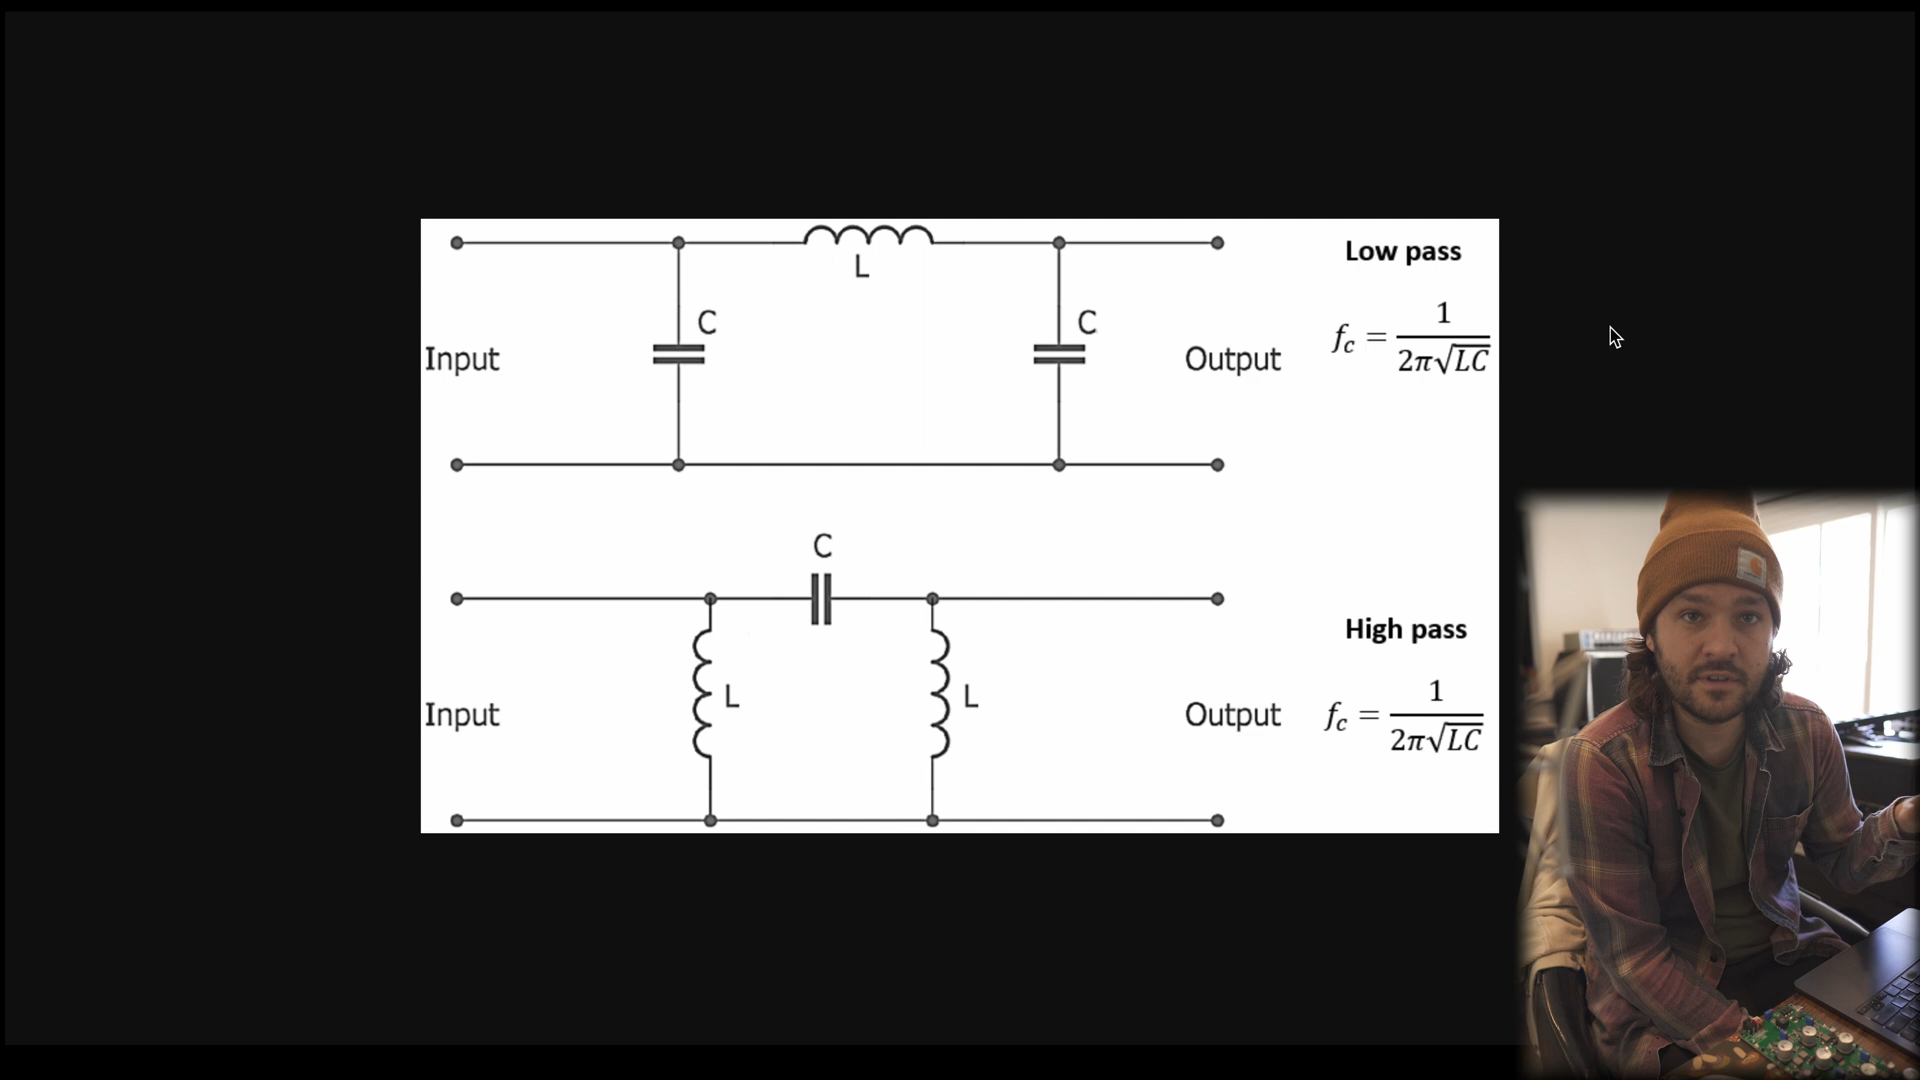 L
Low pass
C
C
Input
Output
f_c = 1 / 2π√LC
C
High pass
L
L
Input
Output
f_c = 1 / 2π√LC